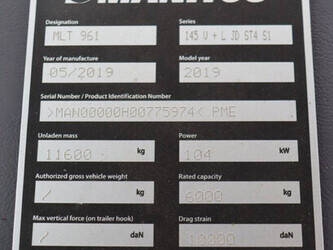 MANITOU
Designation Series
MLT 961 145 V + L JD ST4 S1
Year of manufacture Model year
05/2019 2019
Serial Number / Product Identification Number
>MAN00000H00775974< PME
Unladen mass Power
11600 kg 104 kW
Authorized gross vehicle weight Rated capacity
/ kg 6000 kg
Max vertical force (on trailer hook) Drag strain
/ daN daN